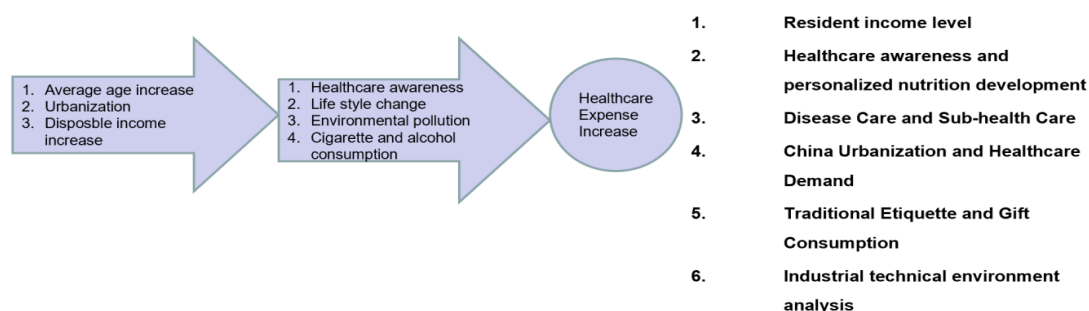 1. Average age increase
2. Urbanization
3. Disposble income
increase
1. Healthcare awareness
2. Life style change
3. Environmental pollution
4. Cigarette and alcohol
consumption
Healthcare
Expense
Increase
1. Resident income level
2. Healthcare awareness and
personalized nutrition development
3. Disease Care and Sub-health Care
4. China Urbanization and Healthcare
Demand
5. Traditional Etiquette and Gift
Consumption
6. Industrial technical environment
analysis